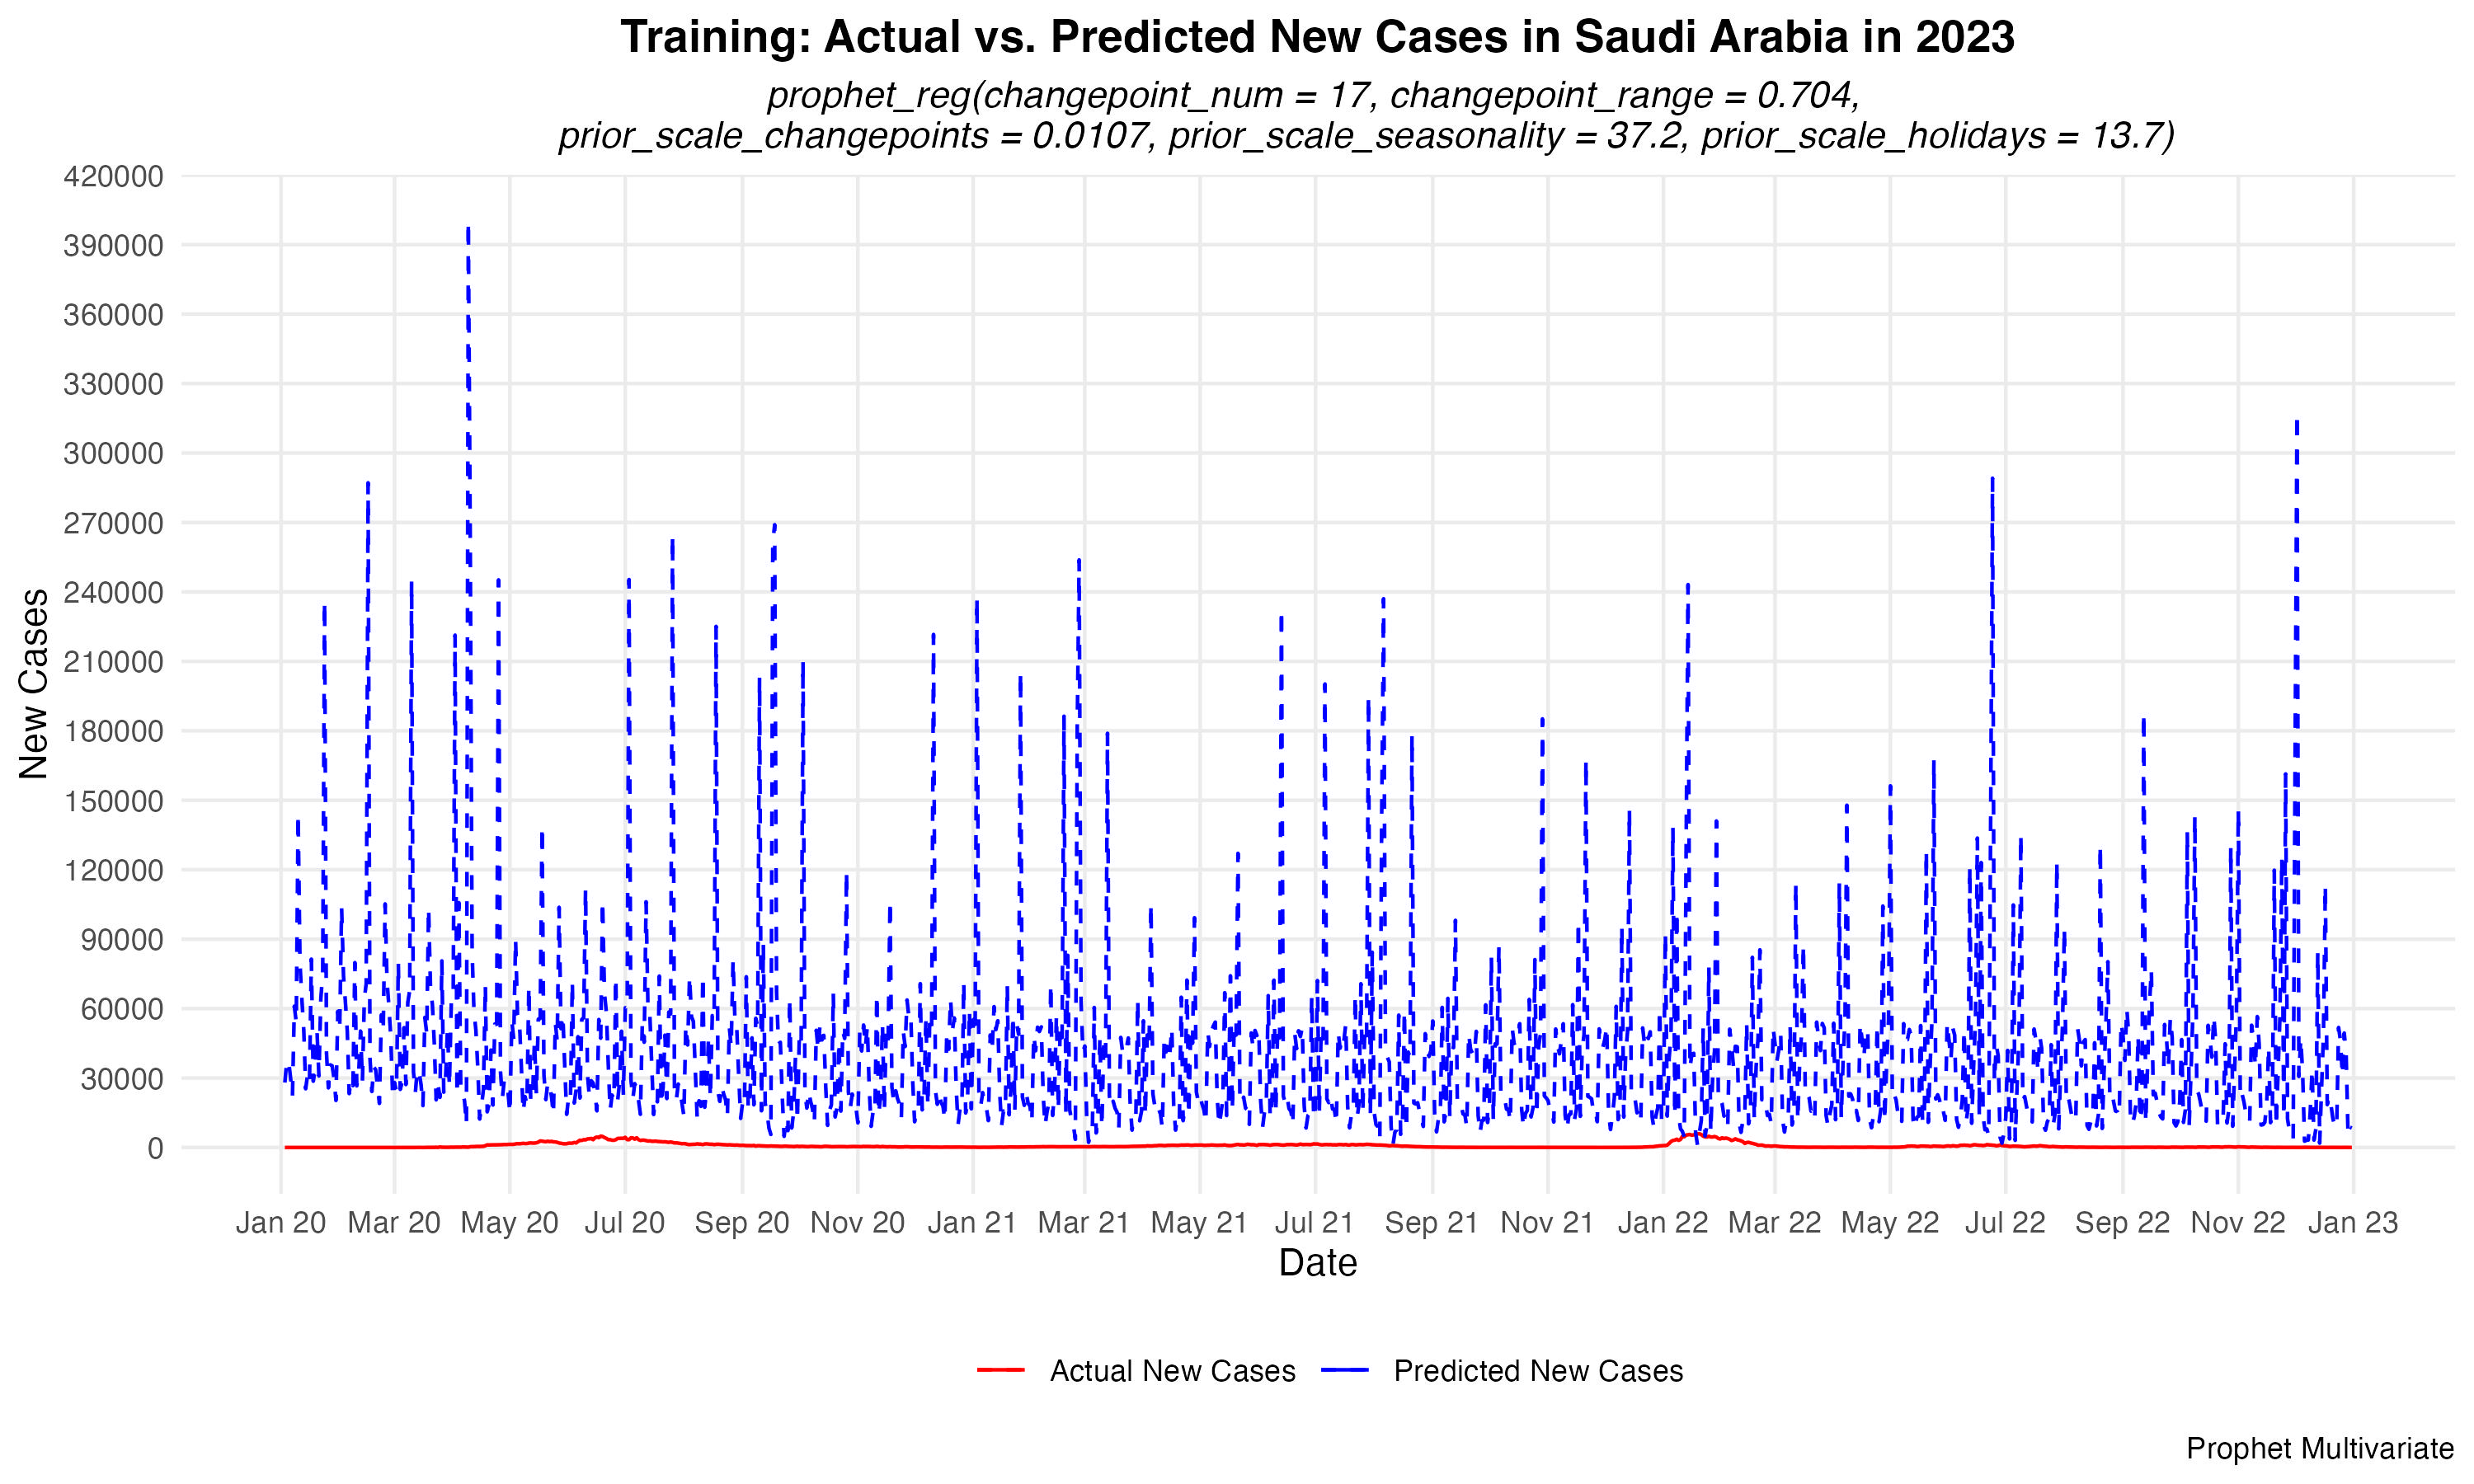 Training: Actual vs. Predicted New Cases in Saudi Arabia in 2023
prophet_reg(changepoint_num = 17, changepoint_range = 0.704,
prior_scale_changepoints = 0.0107, prior_scale_seasonality = 37.2, prior_scale_holidays = 13.7)
420000
390000
360000
330000
300000
270000
240000
210000
180000
150000
120000
90000
60000
30000
0
New Cases
Jan 20 Mar 20 May 20 Jul 20 Sep 20 Nov 20 Jan 21 Mar 21 May 21 Jul 21 Sep 21 Nov 21 Jan 22 Mar 22 May 22 Jul 22 Sep 22 Nov 22 Jan 23
Date
Actual New Cases Predicted New Cases
Prophet Multivariate